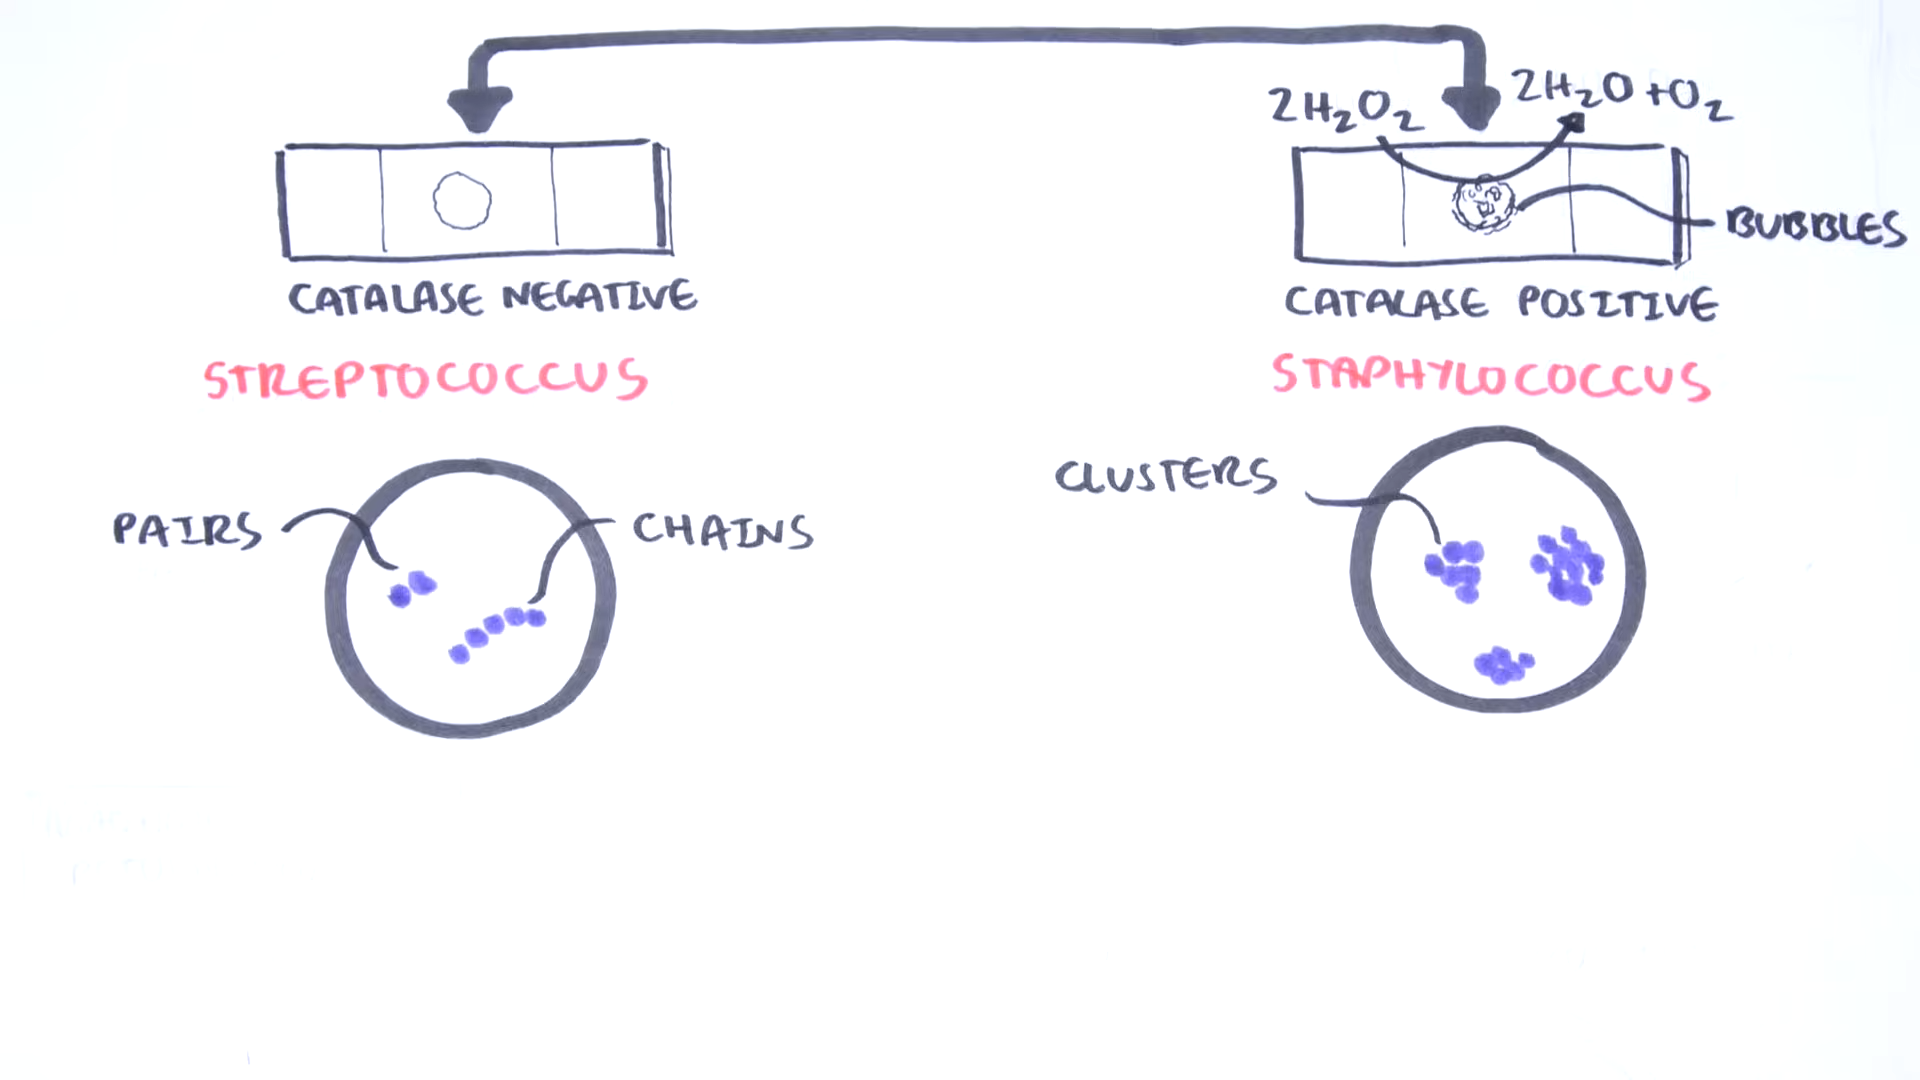 2H₂O₂
2H₂O + O₂
BUBBLES
CATALASE NEGATIVE
CATALASE POSITIVE
STREPTOCOCCUS
STAPHYLOCOCCUS
CLUSTERS
PAIRS
CHAINS